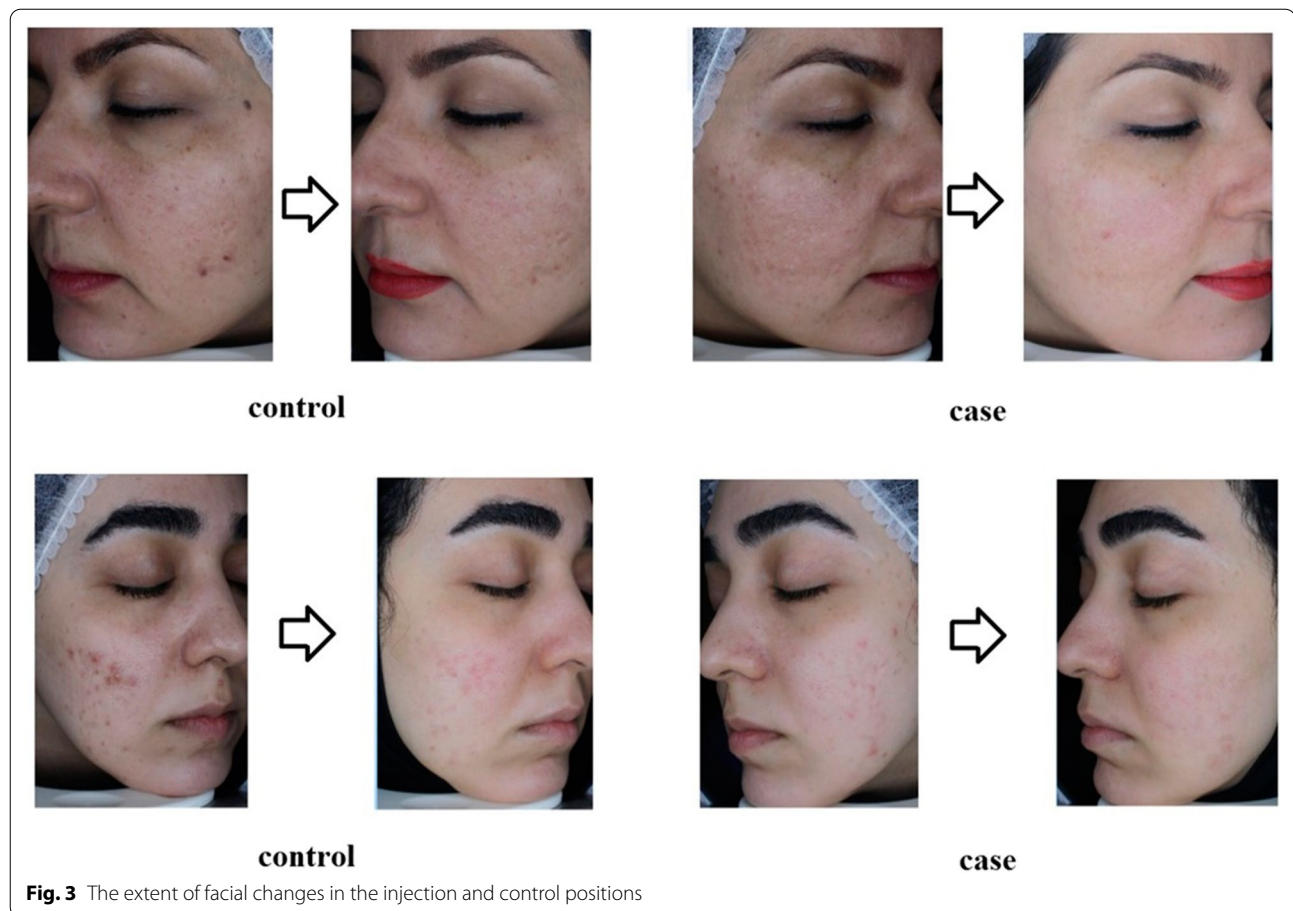 control
case
control
case
Fig. 3 The extent of facial changes in the injection and control positions